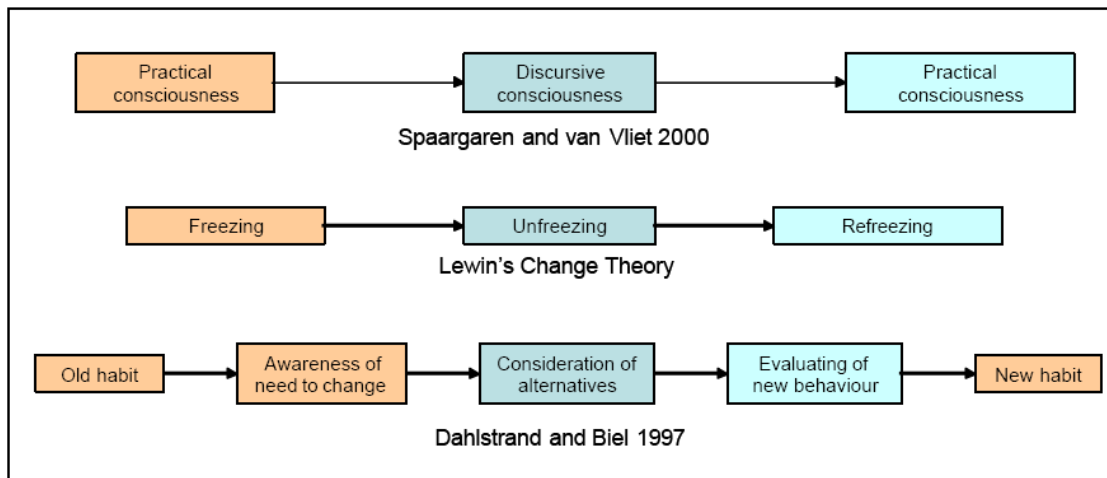 Practical
consciousness
Discursive
consciousness
Practical
consciousness
Spaargaren and van Vliet 2000
Freezing
Unfreezing
Refreezing
Lewin's Change Theory
Old habit
Awareness of
need to change
Consideration of
alternatives
Evaluating of
new behaviour
New habit
Dahlstrand and Biel 1997